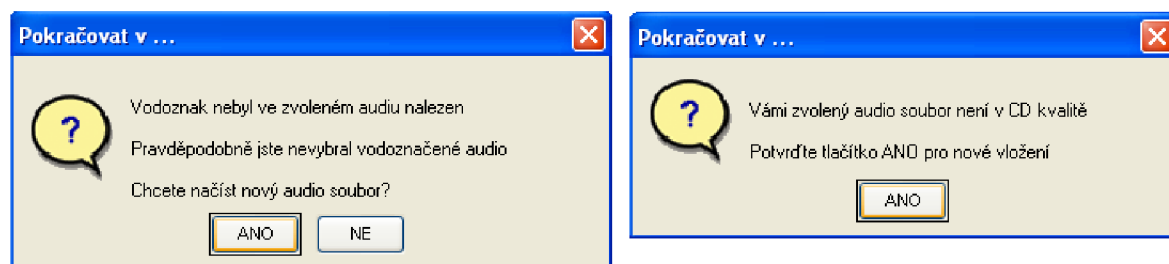 Pokračovat v ...
?
Vodoznak nebyl ve zvoleném audiu nalezen
Pravděpodobně jste nevybral vodoznačené audio
Chcete načíst nový audio soubor?
ANO
NE
Pokračovat v ...
?
Vámi zvolený audio soubor není v CD kvalitě
Potvrďte tlačítko ANO pro nové vložení
ANO